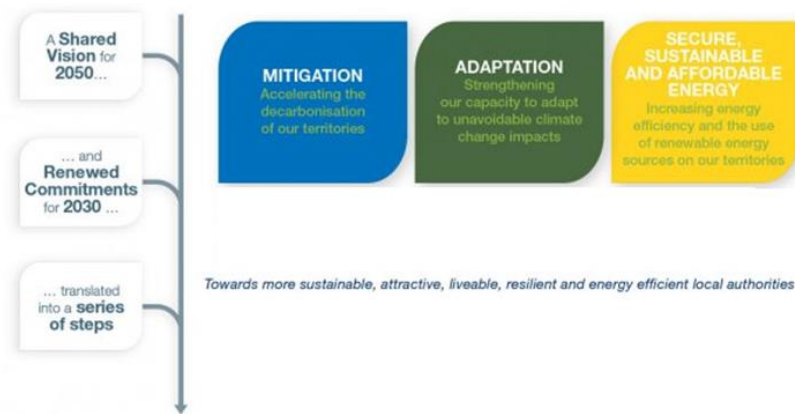 A Shared
Vision for
2050...
... and
Renewed
Commitments
for 2030 ...
... translated
into a series
of steps
MITIGATION
Accelerating the
decarbonisation
of our territories
ADAPTATION
Strengthening
our capacity to adapt
to unavoidable climate
change impacts
SECURE,
SUSTAINABLE
AND AFFORDABLE
ENERGY
Increasing energy
efficiency and the use
of renewable energy
sources on our territories
Towards more sustainable, attractive, liveable, resilient and energy efficient local authorities